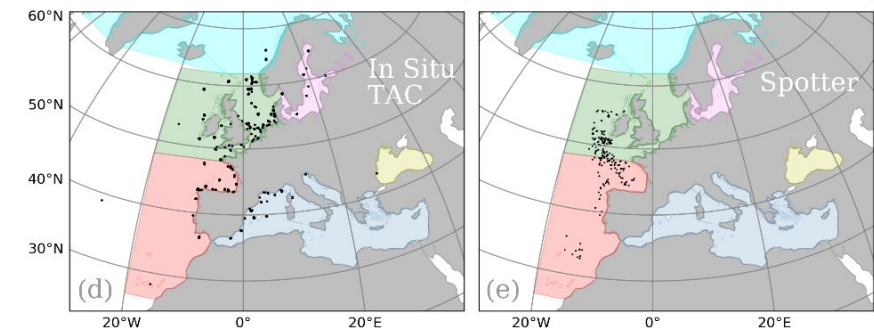 60°N
50°N
40°N
30°N
In Situ
TAC
(d)
20°W 0° 20°E
Spotter
(e)
20°W 0° 20°E